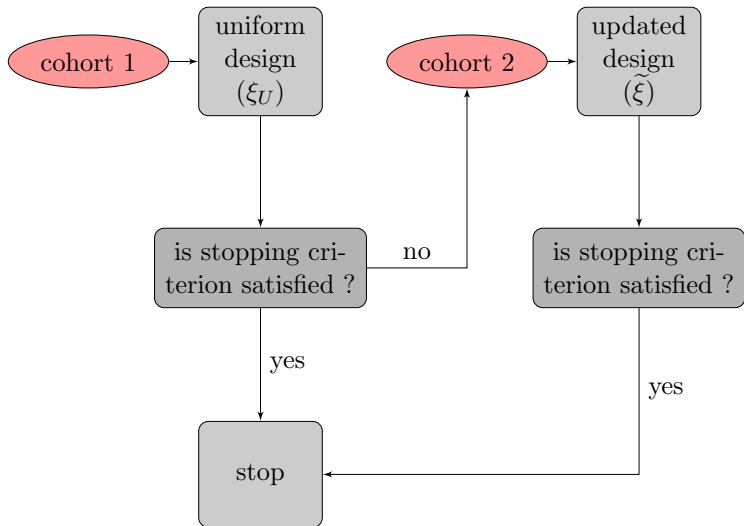 cohort 1
uniform
design
(ξ_U)
cohort 2
updated
design
(ξ̃)
is stopping cri-
terion satisfied ?
no
is stopping cri-
terion satisfied ?
yes
yes
stop